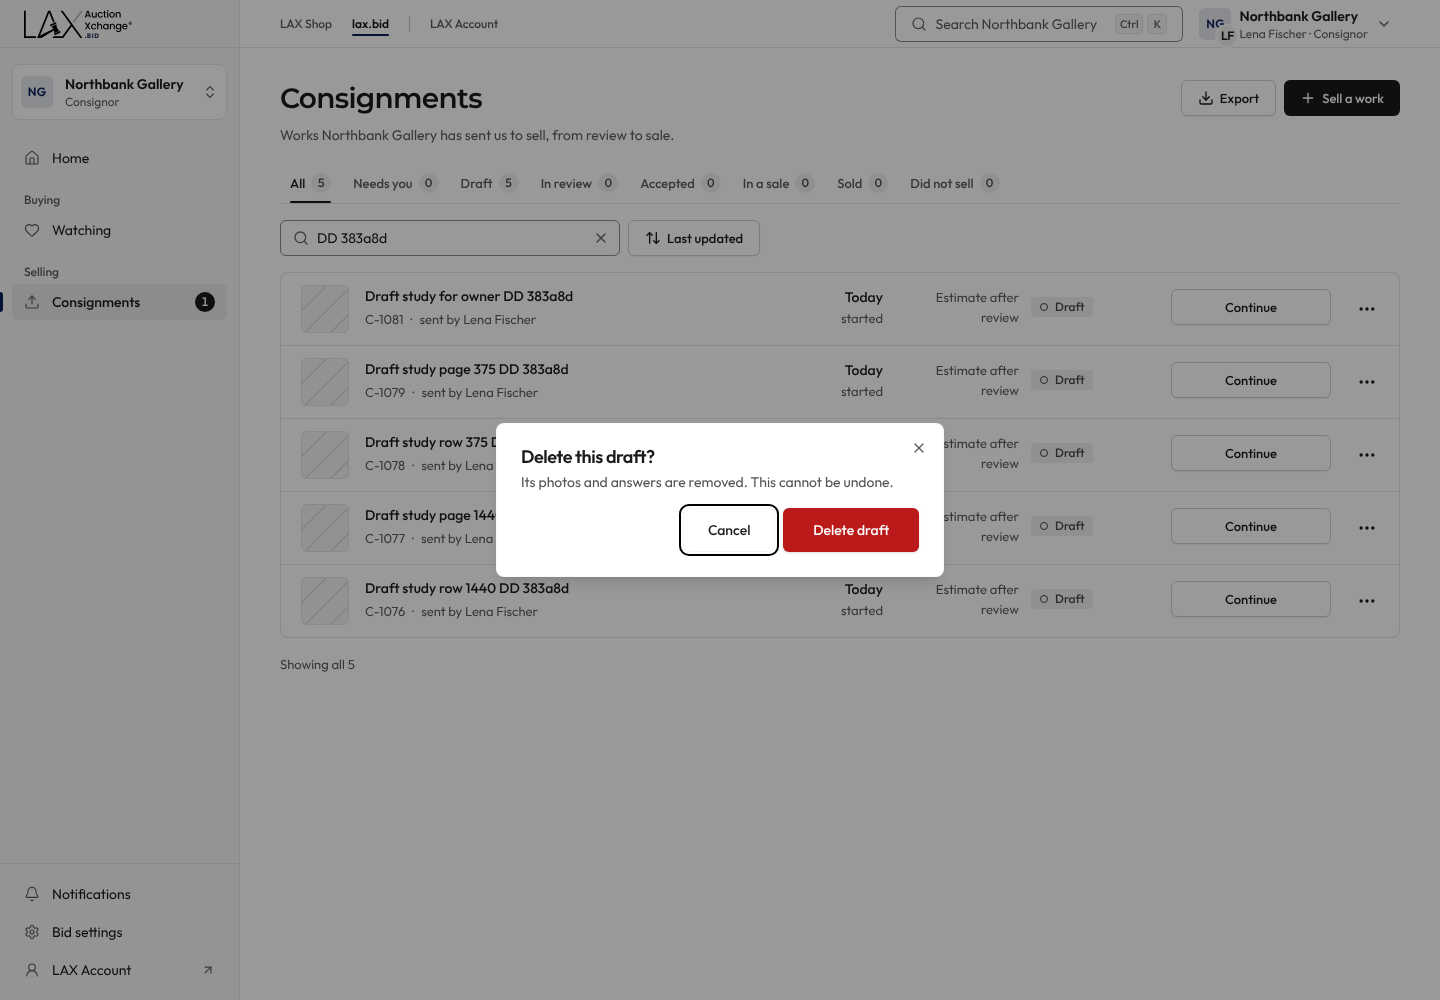 LAX Auction
Xchange®
.BID
LAX Shop
lax.bid
LAX Account
Search Northbank Gallery
Ctrl
K
NG
LF
Northbank Gallery
Lena Fischer · Consignor
NG
Northbank Gallery
Consignor
Home
Buying
Watching
Selling
Consignments
1
Notifications
Bid settings
LAX Account
Consignments
Works Northbank Gallery has sent us to sell, from review to sale.
Export
Sell a work
All 5
Needs you 0
Draft 5
In review 0
Accepted 0
In a sale 0
Sold 0
Did not sell 0
DD 383a8d
Last updated
Draft study for owner DD 383a8d
C-1081 · sent by Lena Fischer
Today
started
Estimate after
review
Draft
Continue
Draft study page 375 DD 383a8d
C-1079 · sent by Lena Fischer
Today
started
Estimate after
review
Draft
Continue
Draft study row 375
C-1078 · sent by Lena
review
Draft
Continue
Draft study page
C-1077 · sent by Lena
review
Draft
Continue
Draft study row 1440 DD 383a8d
C-1076 · sent by Lena Fischer
Today
started
Estimate after
review
Draft
Continue
Showing all 5
Delete this draft?
Its photos and answers are removed. This cannot be undone.
Cancel
Delete draft